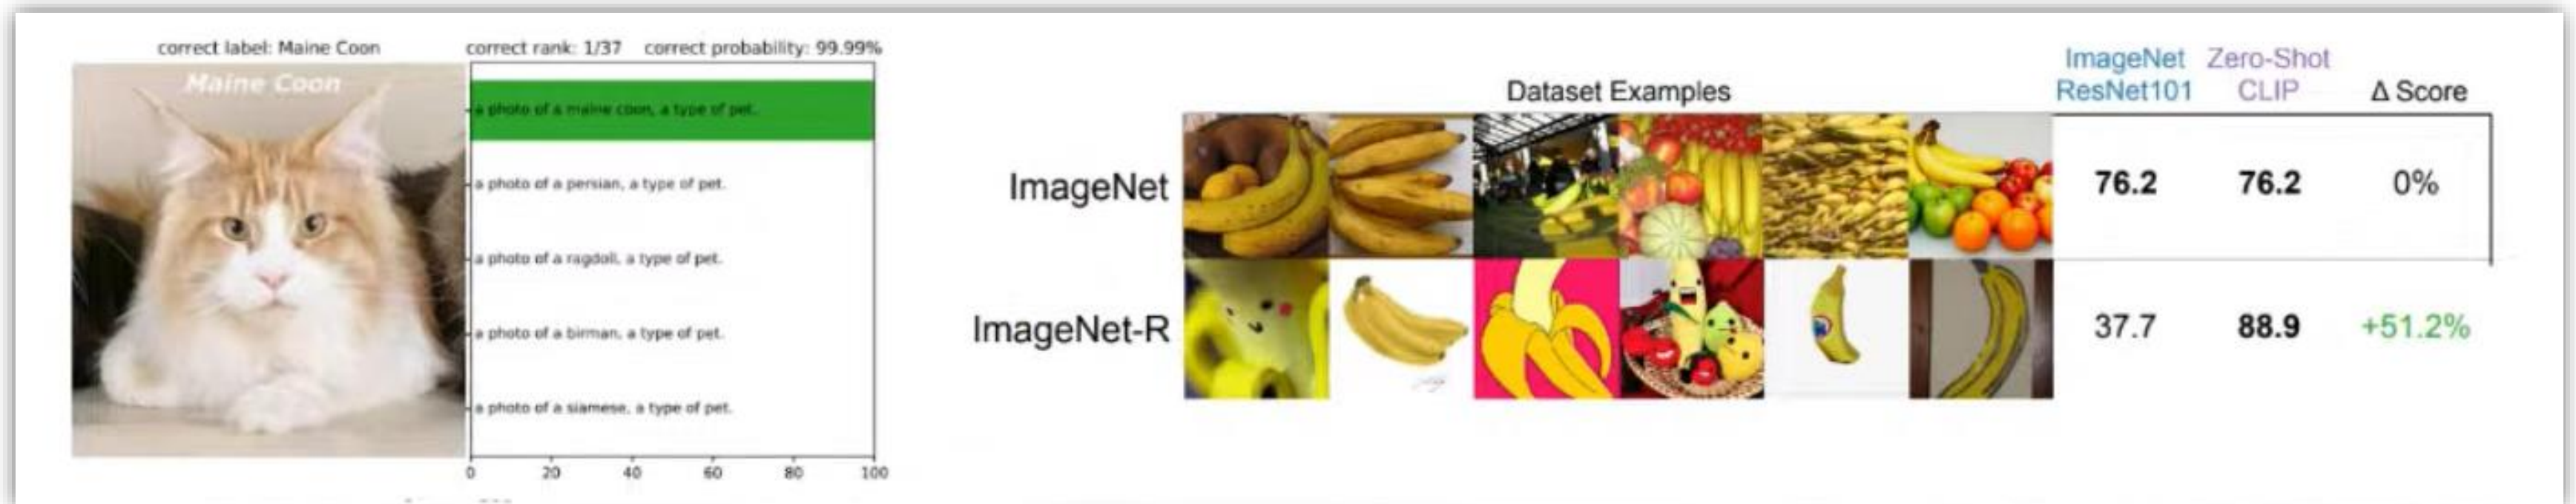 correct label: Maine Coon
correct rank: 1/37 correct probability: 99.99%
Maine Coon
a photo of a maine coon, a type of pet.
a photo of a persian, a type of pet.
a photo of a ragdoll, a type of pet.
a photo of a birman, a type of pet.
a photo of a siamese, a type of pet.
0 20 40 60 80 100
Dataset Examples
ImageNet ResNet101
Zero-Shot CLIP
Δ Score
ImageNet
76.2 76.2 0%
ImageNet-R
37.7 88.9 +51.2%